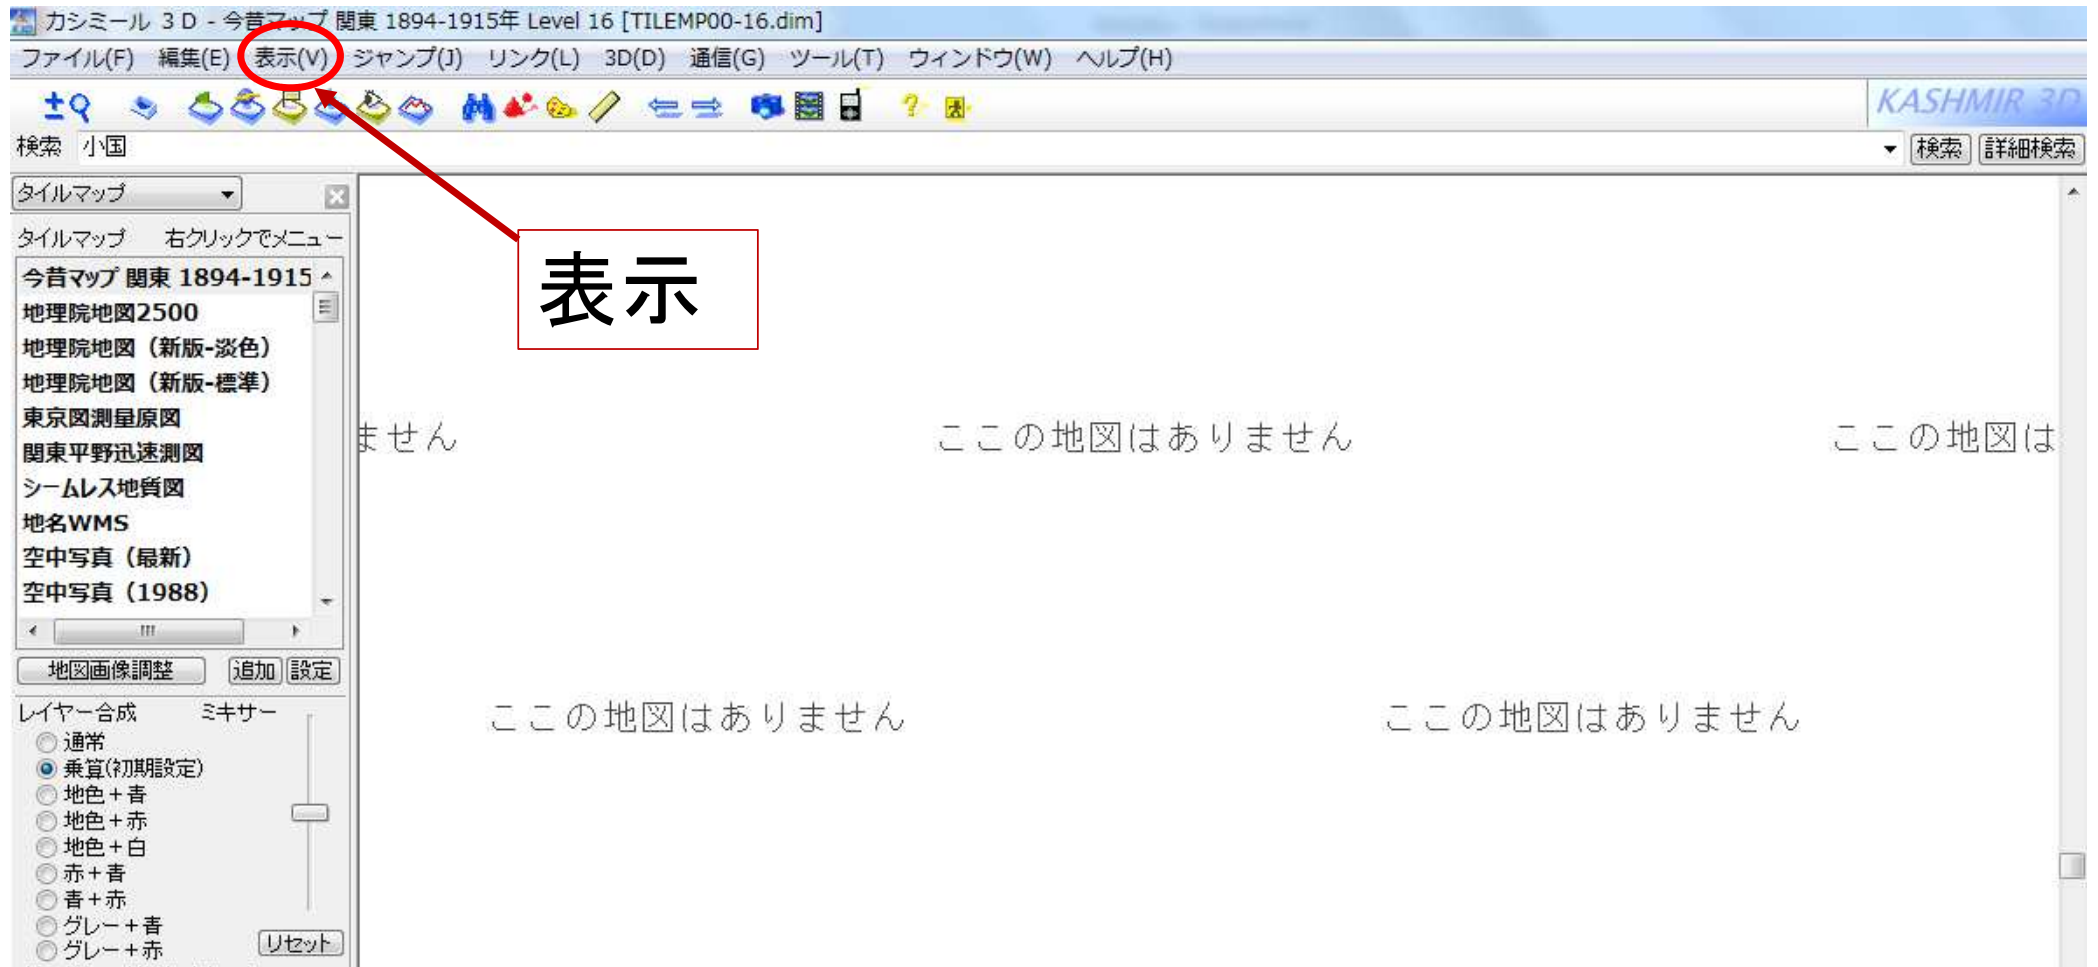 カシミール 3D - 今昔マップ 関東 1894-1915年 Level 16 [TILEMP00-16.dim]
ファイル(F) 編集(E) 表示(V) ジャンプ(J) リンク(L) 3D(D) 通信(G) ツール(T) ウィンドウ(W) ヘルプ(H)
KASHMIR 3D
検索 小国 検索 詳細検索
タイルマップ
タイルマップ 右クリックでメニュー
今昔マップ 関東 1894-1915
地理院地図2500
地理院地図（新版-淡色）
地理院地図（新版-標準）
東京図測量原図
関東平野迅速測図
シームレス地質図
地名WMS
空中写真（最新）
空中写真（1988）
地図画像調整 追加 設定
レイヤー合成 ミキサー
通常
乗算(初期設定)
地色+青
地色+赤
地色+白
赤+青
青+赤
グレー+青
グレー+赤
リセット
表示
ません ここの地図はありません ここの地図は
ここの地図はありません ここの地図はありません